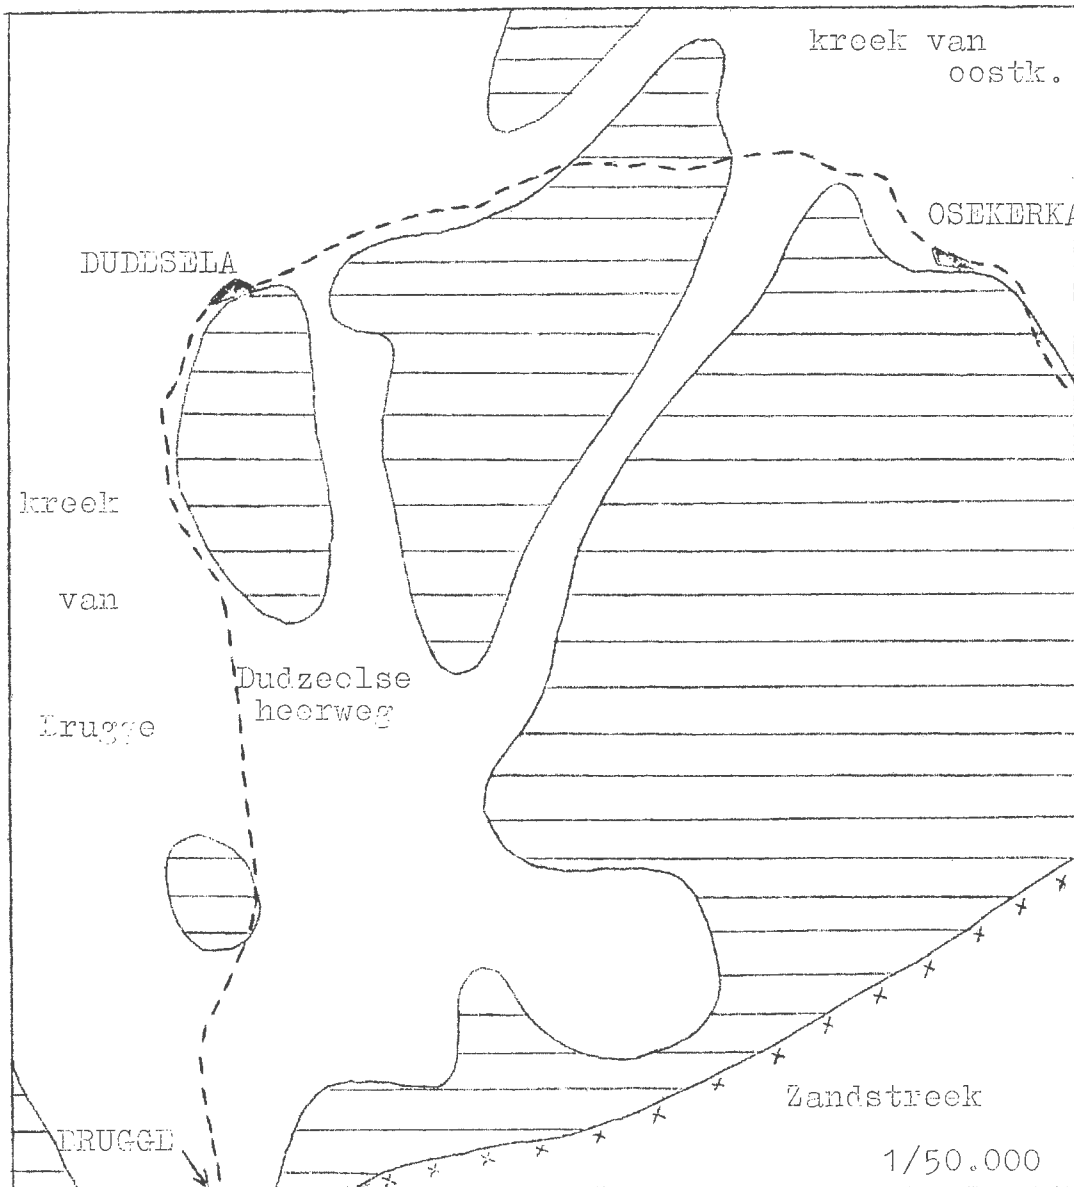 kreek van
oostk.
OSEKERKA
DUDESELA
kreek
van
Brugge
Dudzeelse
heerweg
BRUGGE
Zandstreek
1/50.000